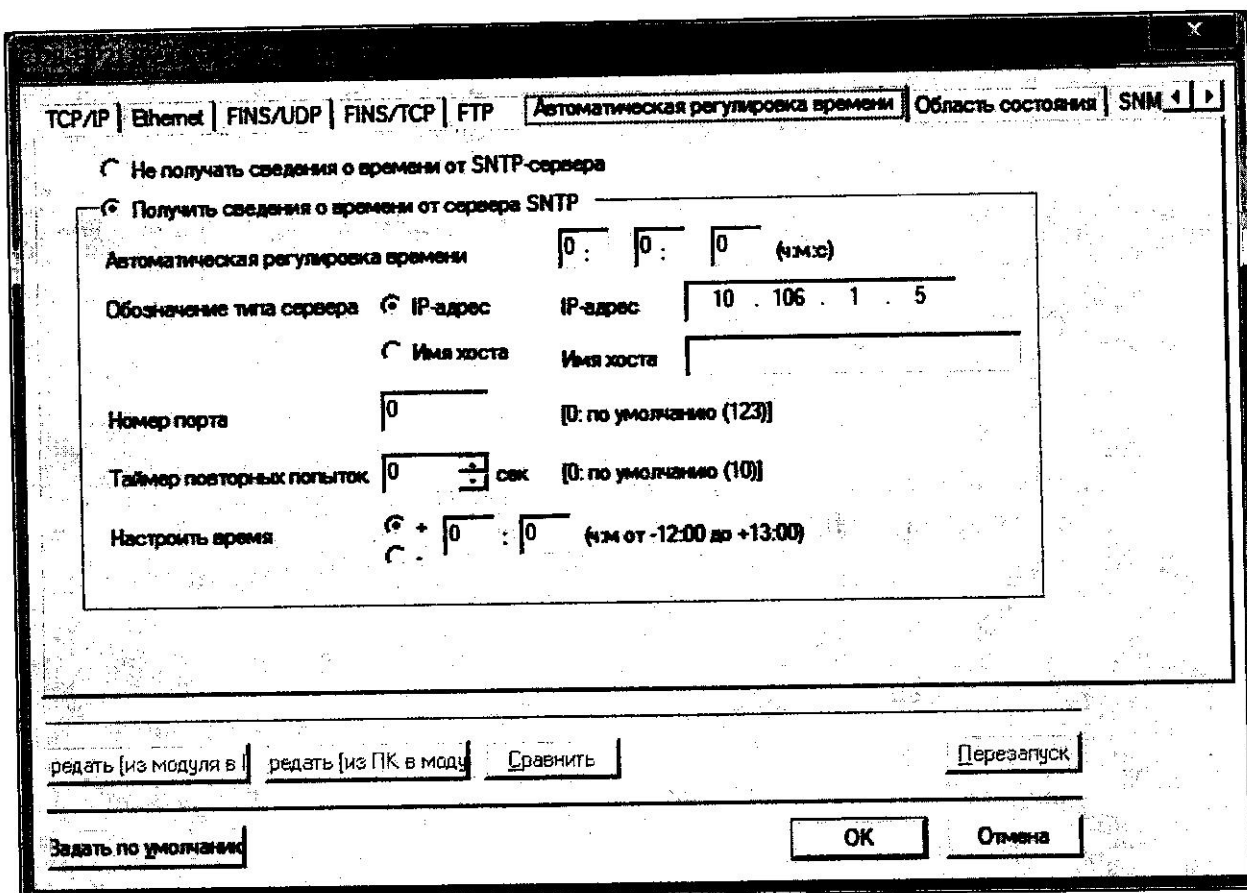 ×
TCP/IP Ethernet FINS/UDP FINS/TCP FTP Автоматическая регулировка времени Область состояния SNM
Не получать сведения о времени от SNTP-сервера
Получить сведения о времени от сервера SNTP
Автоматическая регулировка времени 0 : 0 : 0 (ч:м:с)
Обозначение типа сервера IP-адрес IP-адрес 10 . 106 . 1 . 5
Имя хоста Имя хоста
Номер порта 0 [0: по умолчанию (123)]
Таймер повторных попыток 0 сек [0: по умолчанию (10)]
Настроить время + 0 : 0 (ч:м от -12:00 до +13:00)
-
редать [из модуля в П редать [из ПК в моду Сравнить Перезапуск
Задать по умолчанию OK Отмена